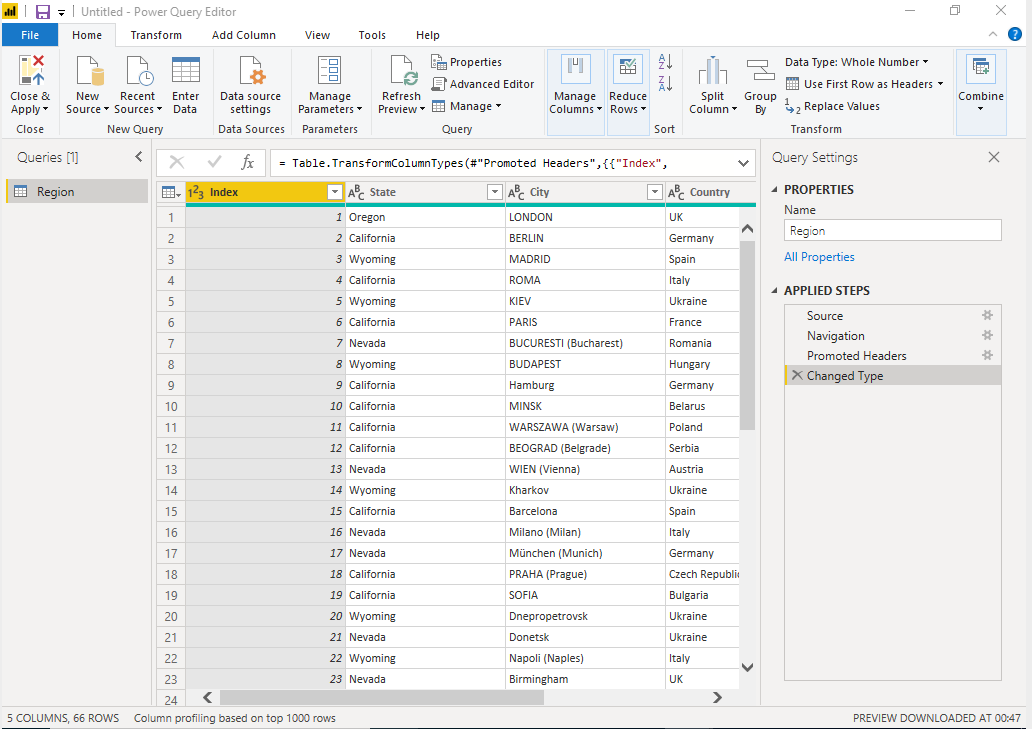 Untitled - Power Query Editor
File Home Transform Add Column View Tools Help
Close & Apply
Close
New Source
Recent Sources
Enter Data
New Query
Data source settings
Data Sources
Manage Parameters
Parameters
Refresh Preview
Properties
Advanced Editor
Manage
Query
Manage Columns
Reduce Rows
Sort
Split Column
Group By
Data Type: Whole Number
Use First Row as Headers
Replace Values
Transform
Combine
Queries [1]
Region
fx = Table.TransformColumnTypes(#"Promoted Headers",{{"Index",
123 Index ABC State ABC City ABC Country
1 1 Oregon LONDON UK
2 2 California BERLIN Germany
3 3 Wyoming MADRID Spain
4 4 California ROMA Italy
5 5 Wyoming KIEV Ukraine
6 6 California PARIS France
7 7 Nevada BUCURESTI (Bucharest) Romania
8 8 Wyoming BUDAPEST Hungary
9 9 California Hamburg Germany
10 10 California MINSK Belarus
11 11 California WARSZAWA (Warsaw) Poland
12 12 California BEOGRAD (Belgrade) Serbia
13 13 Nevada WIEN (Vienna) Austria
14 14 Wyoming Kharkov Ukraine
15 15 California Barcelona Spain
16 16 Nevada Milano (Milan) Italy
17 17 Nevada München (Munich) Germany
18 18 California PRAHA (Prague) Czech Republic
19 19 California SOFIA Bulgaria
20 20 Wyoming Dnepropetrovsk Ukraine
21 21 Nevada Donetsk Ukraine
22 22 Wyoming Napoli (Naples) Italy
23 23 Nevada Birmingham UK
24
Query Settings
PROPERTIES
Name
Region
All Properties
APPLIED STEPS
Source
Navigation
Promoted Headers
Changed Type
5 COLUMNS, 66 ROWS Column profiling based on top 1000 rows PREVIEW DOWNLOADED AT 00:47